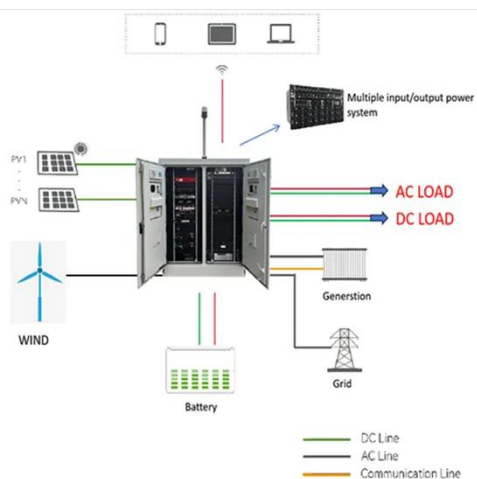 Multiple input/output power
system
PV1
PVN
AC LOAD
DC LOAD
WIND
Generstion
Grid
Battery
DC Line
AC Line
Communication Line